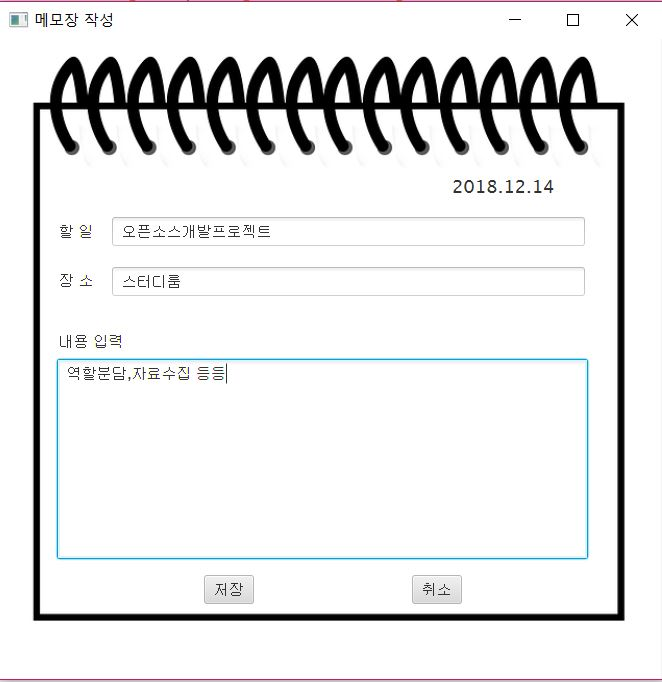 메모장 작성
2018.12.14
할 일 오픈소스개발프로젝트
장 소 스터디룸
내용 입력
역할분담,자료수집 등등
저장 취소